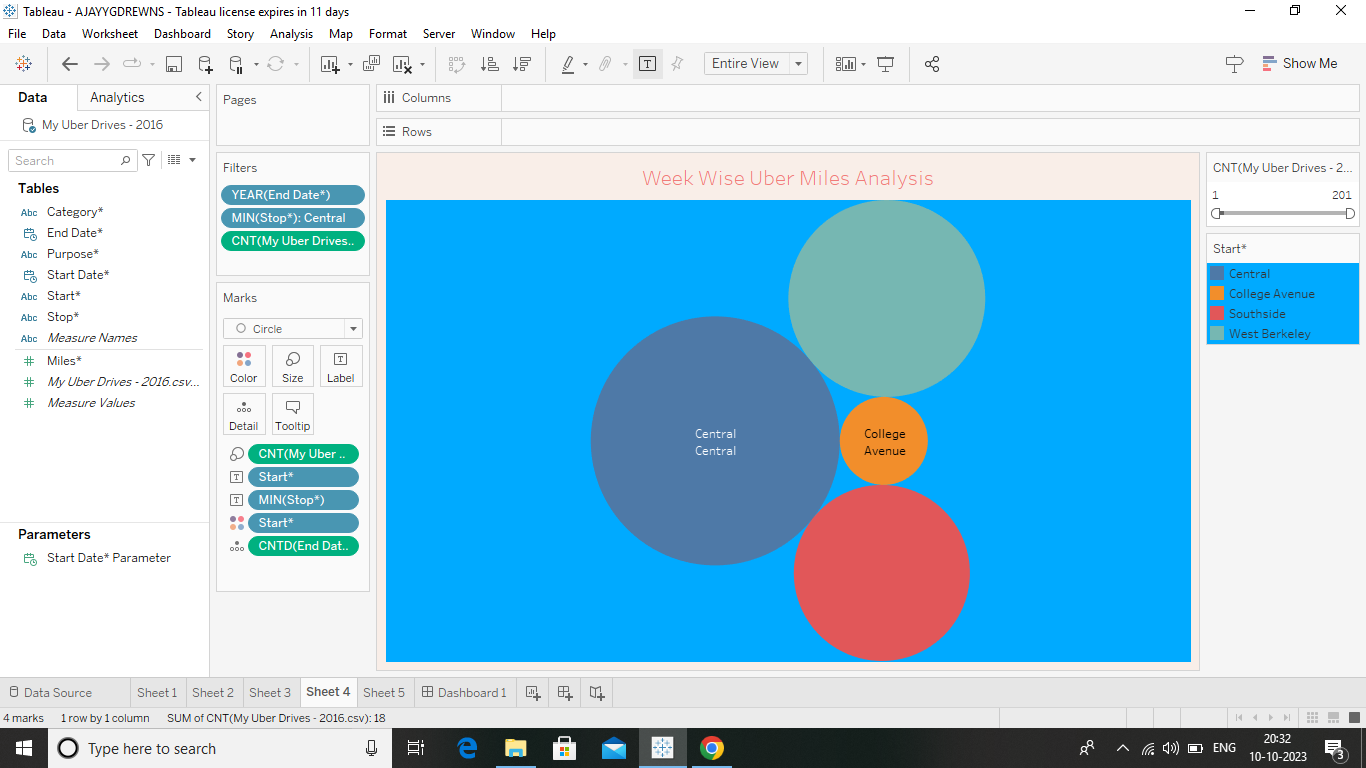 Tableau - AJAYYGDREWNS - Tableau license expires in 11 days
File Data Worksheet Dashboard Story Analysis Map Format Server Window Help
Entire View
Show Me
Data Analytics
My Uber Drives - 2016
Search
Tables
Abc Category*
End Date*
Abc Purpose*
Start Date*
Abc Start*
Abc Stop*
Abc Measure Names
Miles*
My Uber Drives - 2016.csv...
Measure Values
Parameters
Start Date* Parameter
Pages
Filters
YEAR(End Date*)
MIN(Stop*): Central
CNT(My Uber Drives..
Marks
Circle
Color Size Label
Detail Tooltip
CNT(My Uber ..
Start*
MIN(Stop*)
Start*
CNTD(End Dat..
Columns
Rows
Week Wise Uber Miles Analysis
Central
Central
College
Avenue
CNT(My Uber Drives - 2...
1 201
Start*
Central
College Avenue
Southside
West Berkeley
Data Source Sheet 1 Sheet 2 Sheet 3 Sheet 4 Sheet 5 Dashboard 1
4 marks 1 row by 1 column SUM of CNT(My Uber Drives - 2016.csv): 18
Type here to search
ENG
20:32
10-10-2023
3